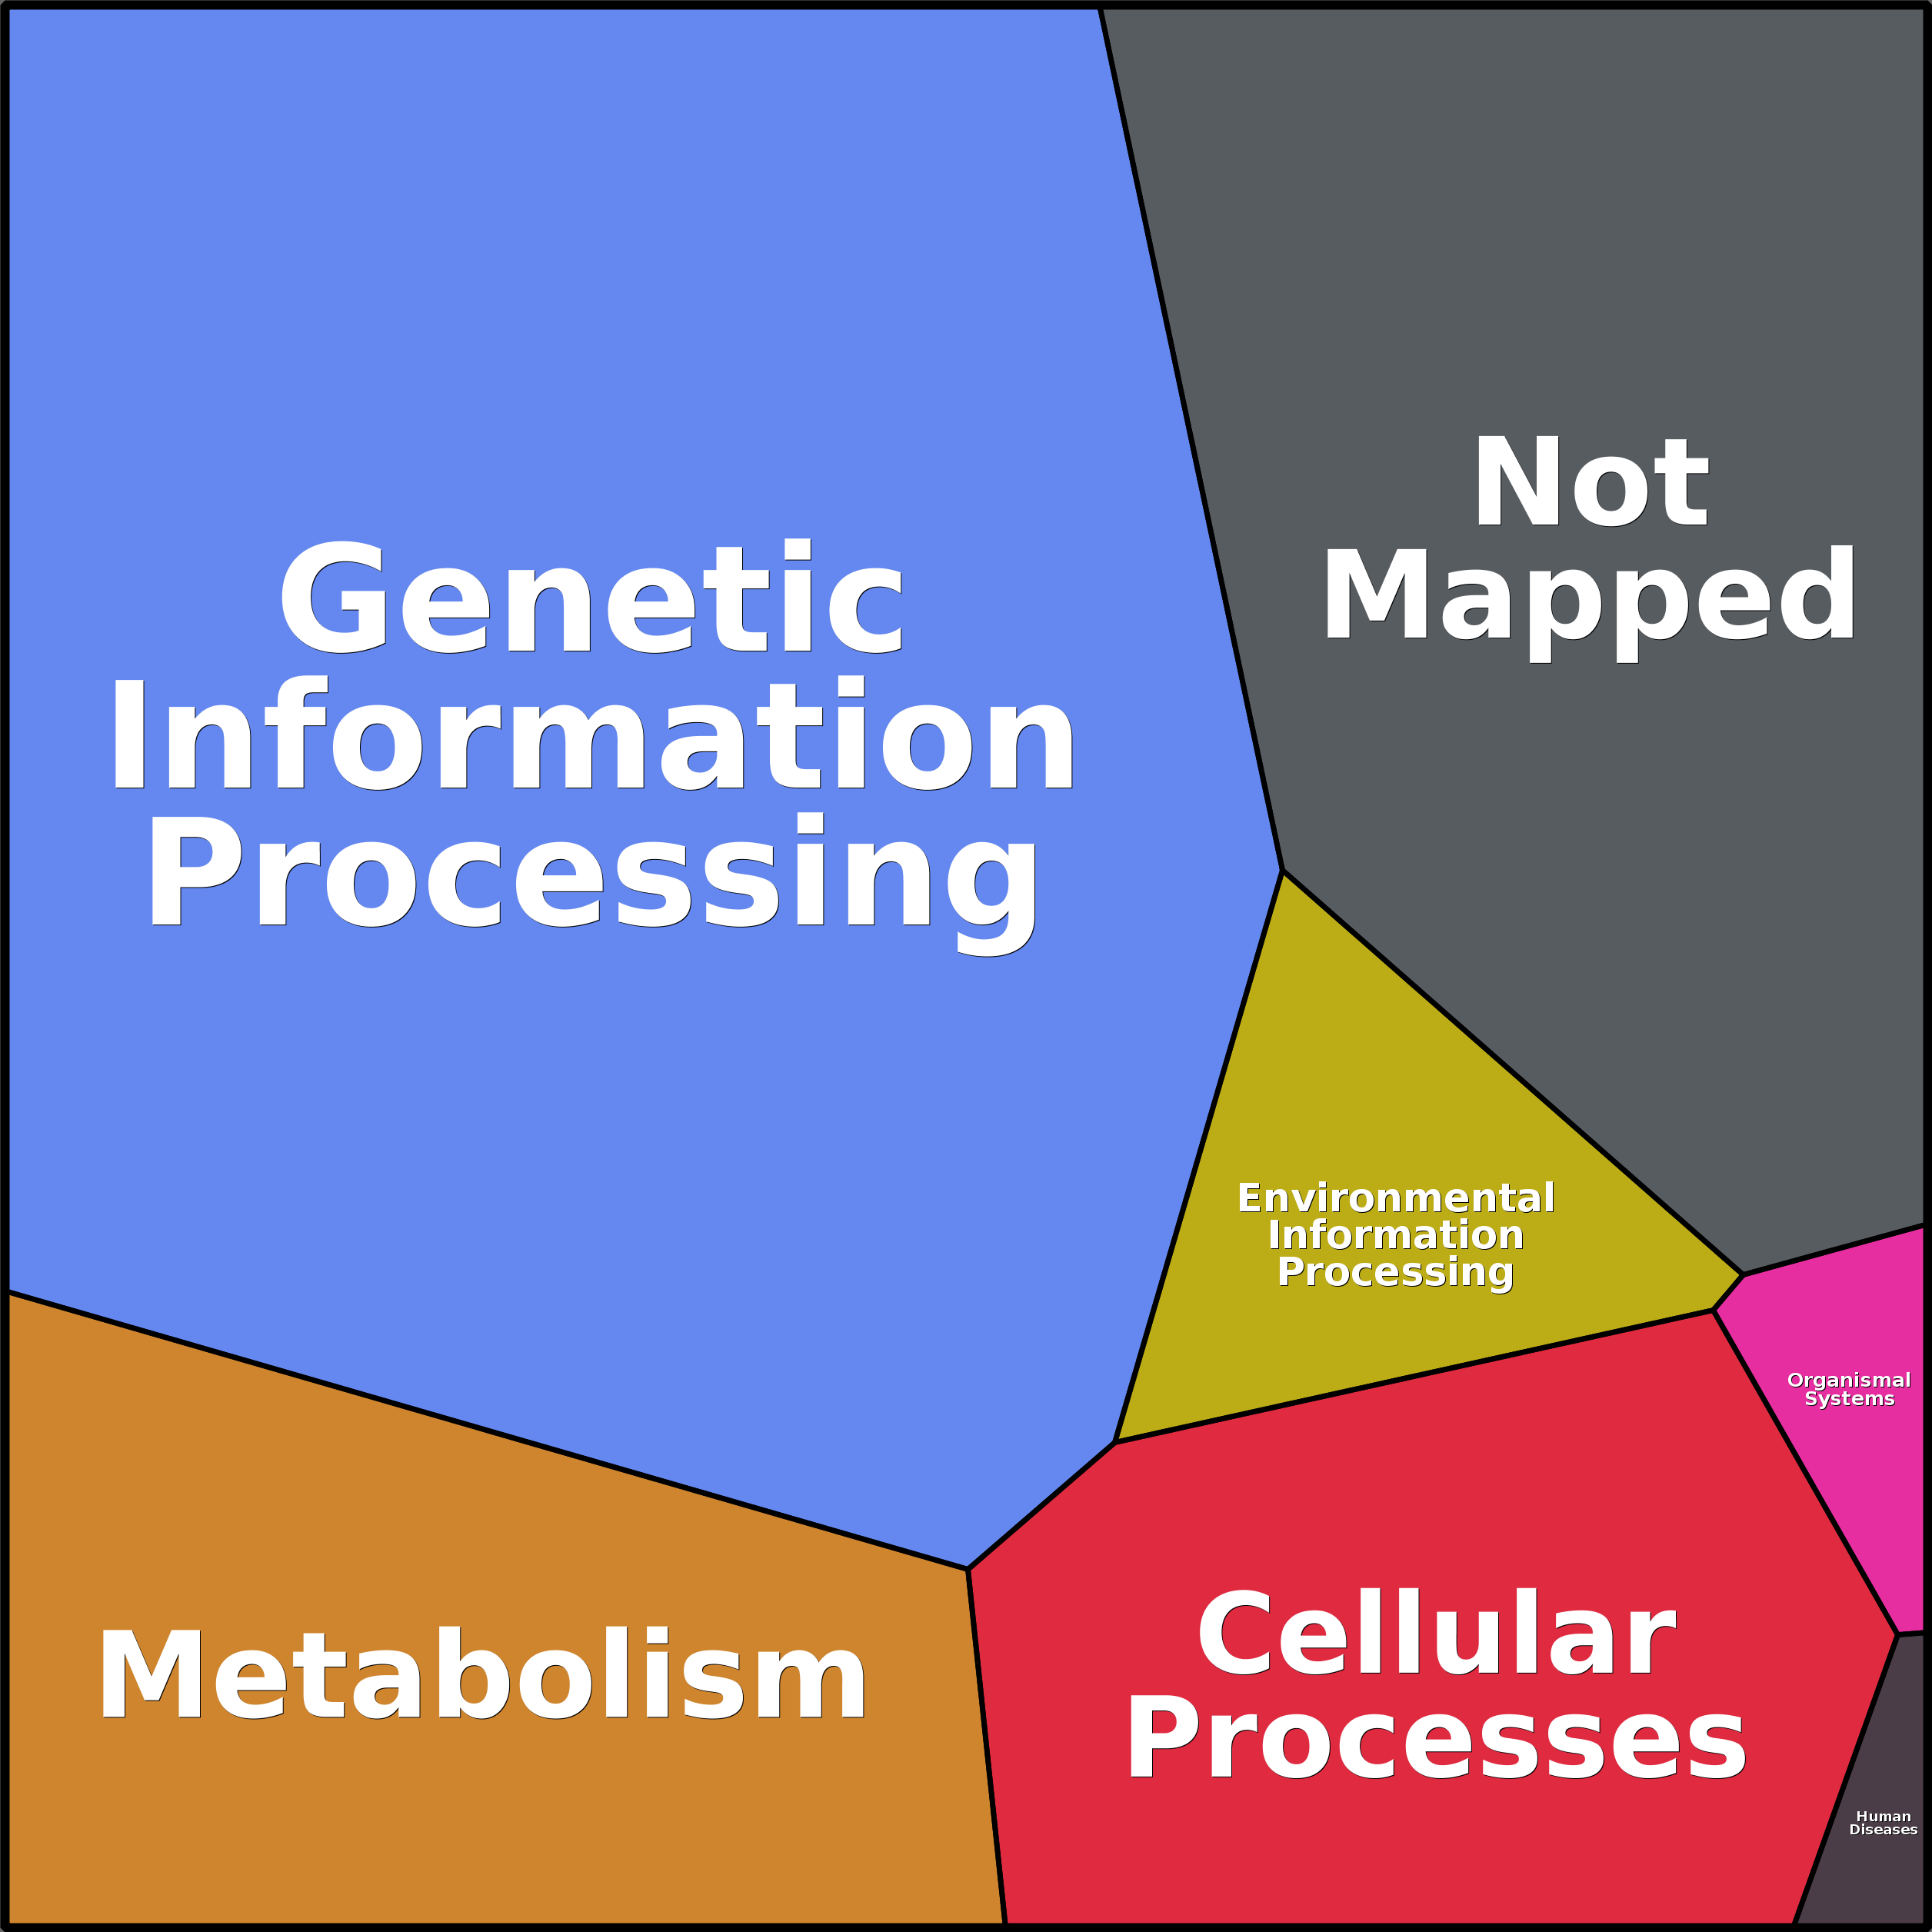 Genetic
Information
Processing
Not
Mapped
Environmental
Information
Processing
Organismal
Systems
Metabolism
Cellular
Processes
Human
Diseases